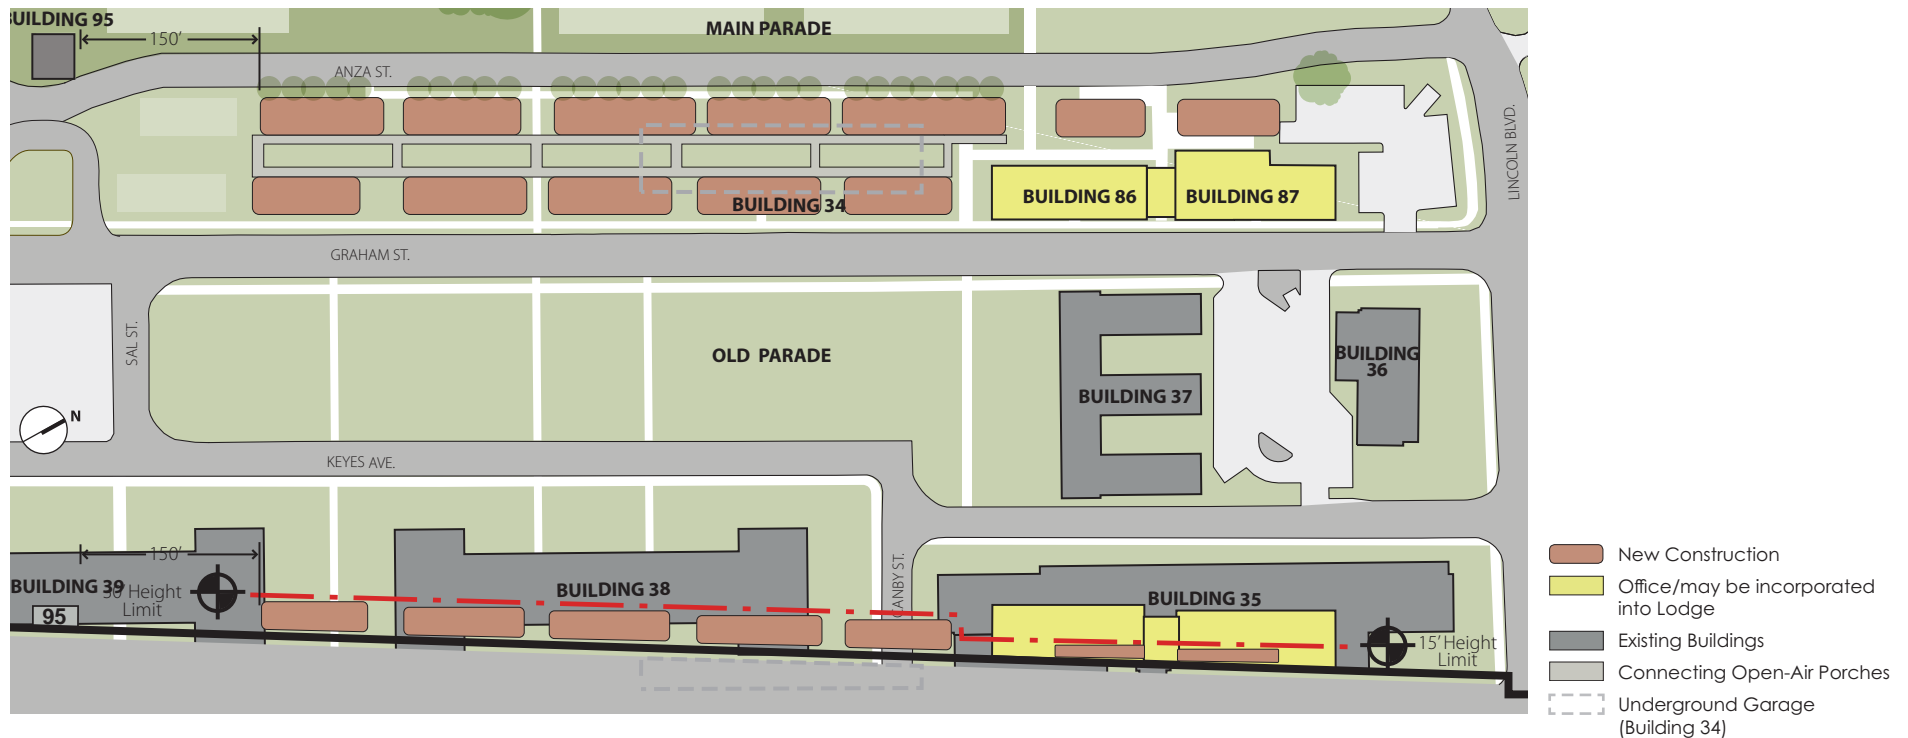 BUILDING 95
150'
MAIN PARADE
ANZA ST.
LINCOLN BLVD.
BUILDING 86
BUILDING 87
BUILDING 34
GRAHAM ST.
SAL ST.
OLD PARADE
BUILDING
36
BUILDING 37
N
KEYES AVE.
150'
BUILDING 39
30' Height
Limit
95
BUILDING 38
CANBY ST.
BUILDING 35
15' Height
Limit
New Construction
Office/may be incorporated
into Lodge
Existing Buildings
Connecting Open-Air Porches
Underground Garage
(Building 34)